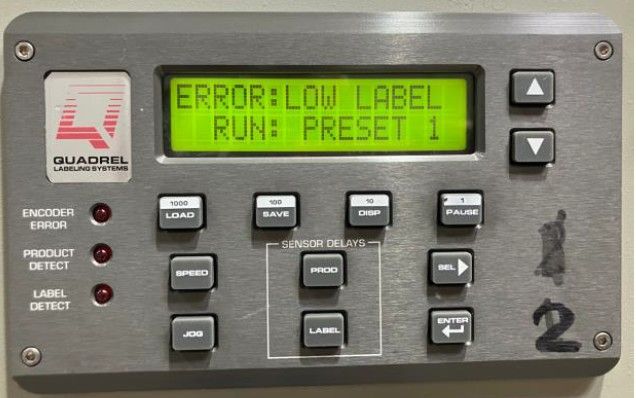 ERROR:LOW LABEL
RUN: PRESET 1
QUADREL
LABELING SYSTEMS
ENCODER
ERROR
PRODUCT
DETECT
LABEL
DETECT
1000
LOAD
100
SAVE
10
DISP
1
PAUSE
SENSOR DELAYS
SPEED
PROD
SEL
JOG
LABEL
ENTER
2